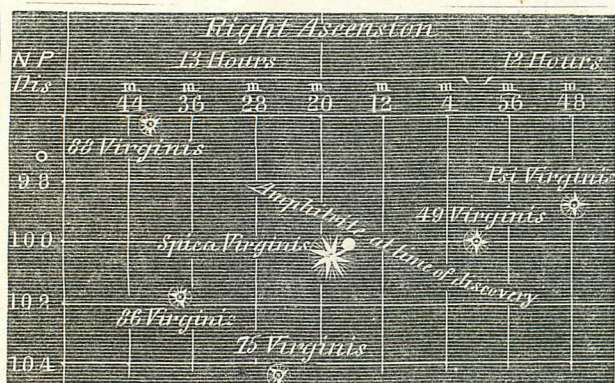 Right Ascension
N.P. 13 Hours 12 Hours
Dis
m m m m m m m m
44 36 28 20 12 4 56 48
88 Virginis
o
98 Psi Virginis
Amphitrite at time of discovery
49 Virginis
100 Spica Virginis
102
86 Virginis
75 Virginis
104